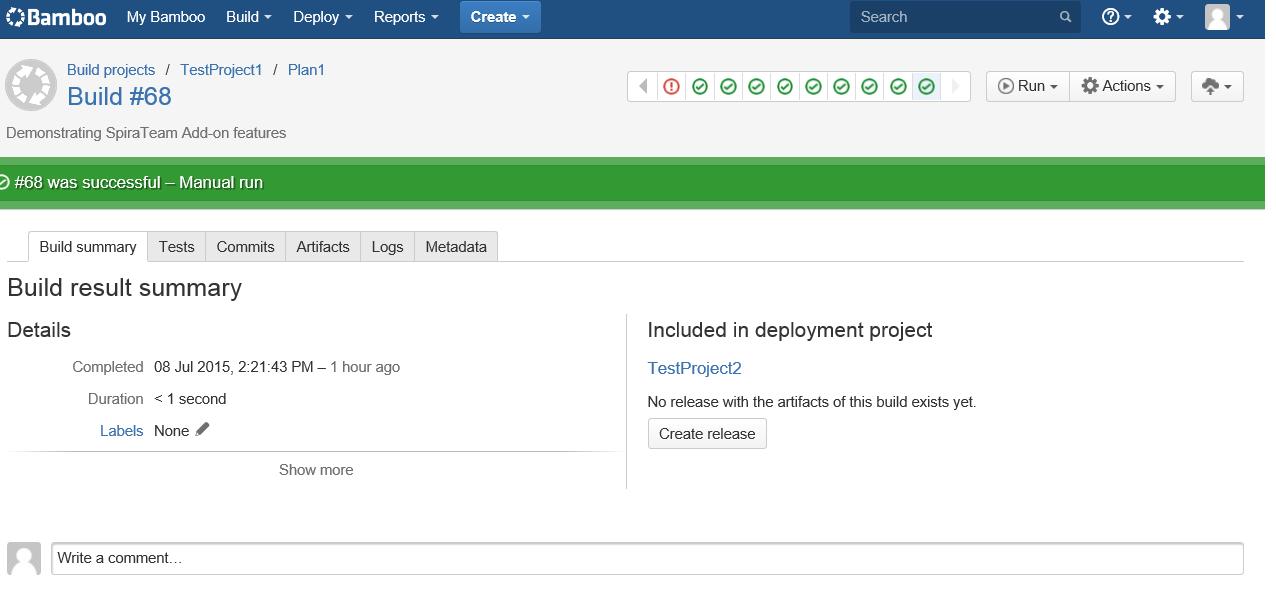 Bamboo My Bamboo Build Deploy Reports Create Search
Build projects / TestProject1 / Plan1
Build #68
Run Actions
Demonstrating SpiraTeam Add-on features
#68 was successful – Manual run
Build summary Tests Commits Artifacts Logs Metadata
Build result summary
Details
Completed 08 Jul 2015, 2:21:43 PM – 1 hour ago
Duration < 1 second
Labels None
Show more
Included in deployment project
TestProject2
No release with the artifacts of this build exists yet.
Create release
Write a comment…